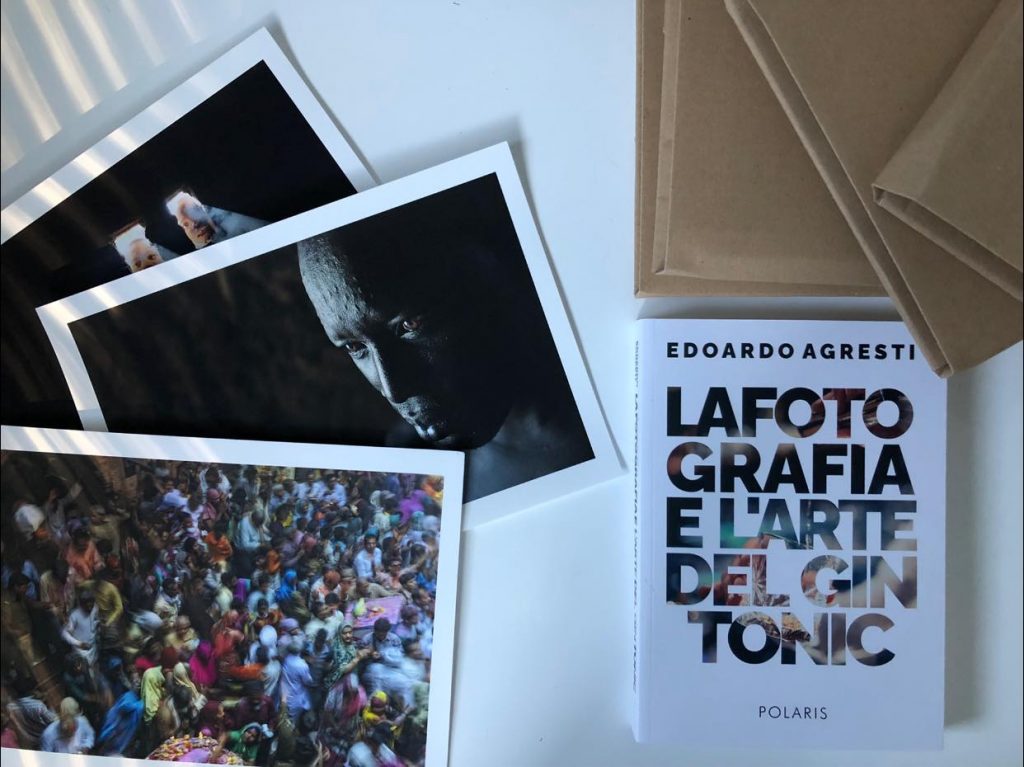 EDOARDO AGRESTI
LAFOTO
GRAFIA
E L'ARTE
DEL GIN
TONIC
POLARIS